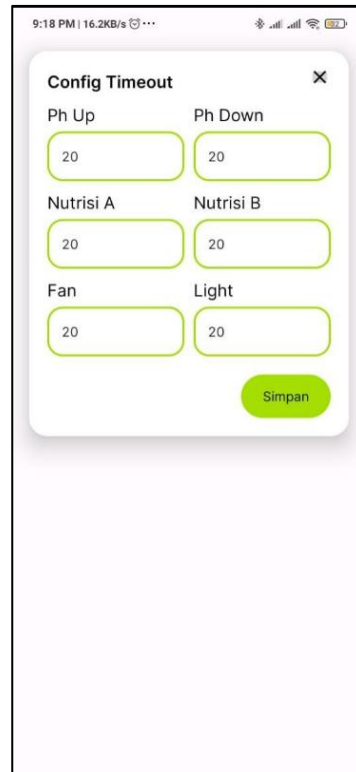 9:18 PM | 16.2KB/s
82
Config Timeout
Ph Up Ph Down
20 20
Nutrisi A Nutrisi B
20 20
Fan Light
20 20
Simpan